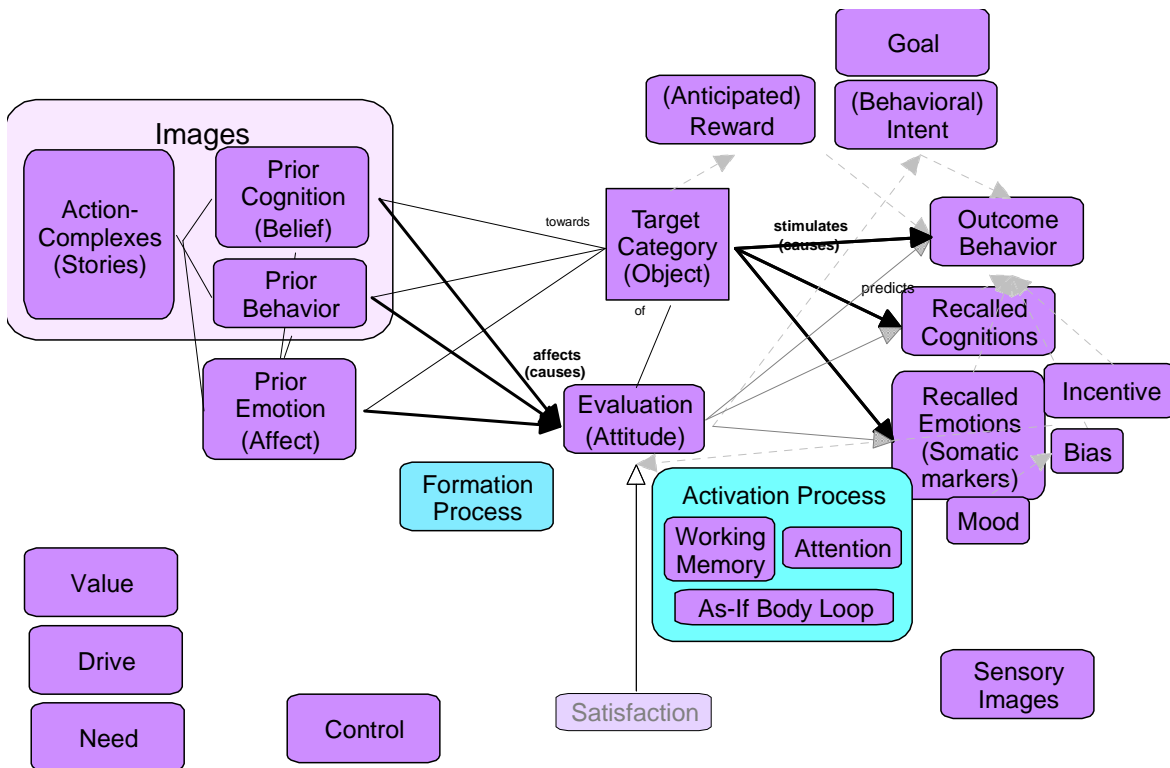 Goal
(Anticipated)
Reward
(Behavioral)
Intent
Images
Action-
Complexes
(Stories)
Prior
Cognition
(Belief)
Prior
Behavior
Prior
Emotion
(Affect)
towards
Target
Category
(Object)
of
stimulates
(causes)
predicts
Outcome
Behavior
Recalled
Cognitions
Recalled
Emotions
(Somatic
markers)
Incentive
Bias
Mood
affects
(causes)
Evaluation
(Attitude)
Formation
Process
Activation Process
Working
Memory
Attention
As-If Body Loop
Value
Drive
Need
Control
Satisfaction
Sensory
Images